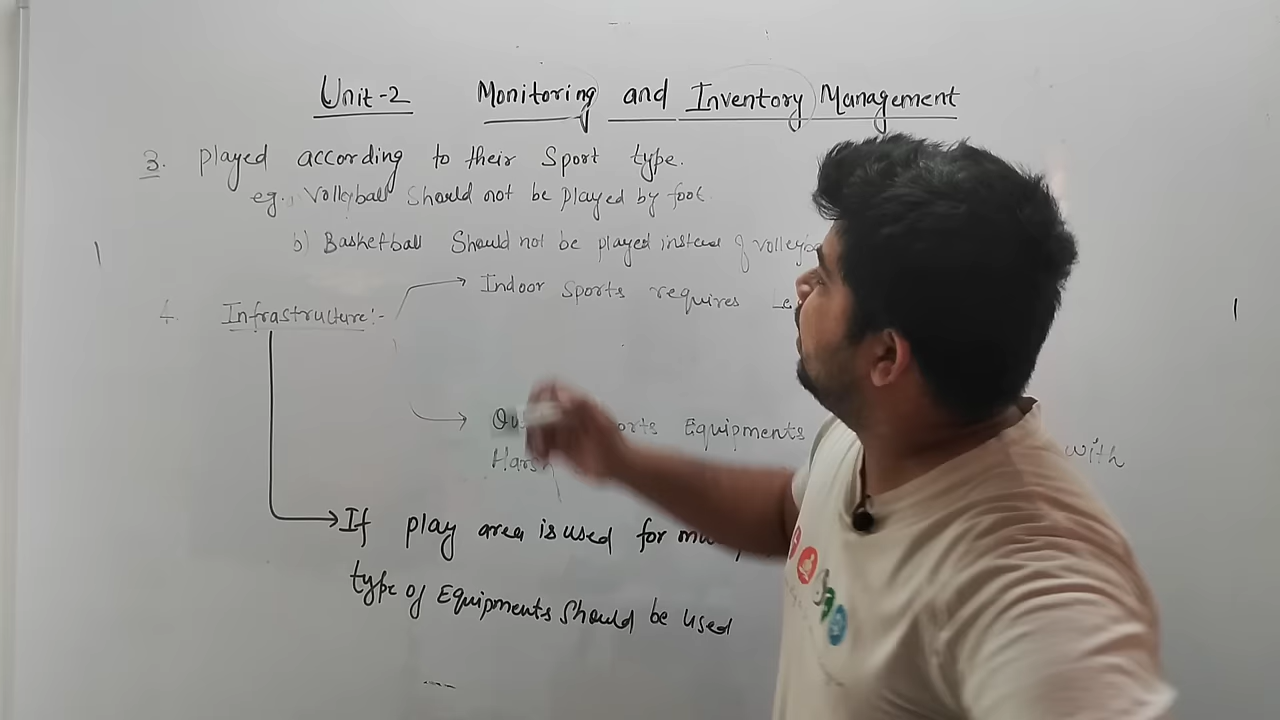 Unit-2 Monitoring and Inventory Management
3. played according to their Sport type.
eg., Volleyball Should not be played by foot.
b) Basketball Should not be played instead of volleyba
4. Infrastructure:-
Indoor Sports requires Le
Equipments with
Harsh
If play area is used for
type of Equipments Should be used